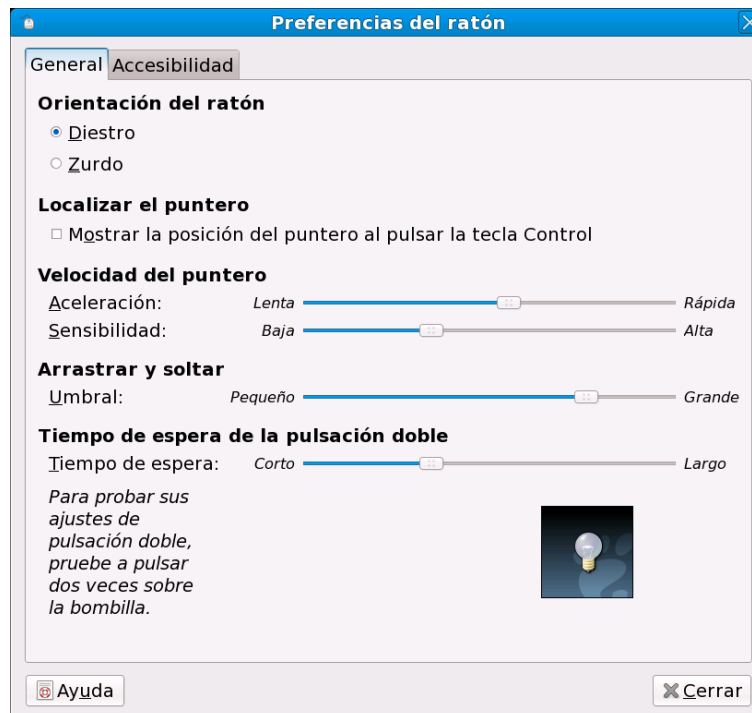 Preferencias del ratón
General Accesibilidad
Orientación del ratón
Diestro
Zurdo
Localizar el puntero
Mostrar la posición del puntero al pulsar la tecla Control
Velocidad del puntero
Aceleración: Lenta Rápida
Sensibilidad: Baja Alta
Arrastrar y soltar
Umbral: Pequeño Grande
Tiempo de espera de la pulsación doble
Tiempo de espera: Corto Largo
Para probar sus
ajustes de
pulsación doble,
pruebe a pulsar
dos veces sobre
la bombilla.
Ayuda Cerrar